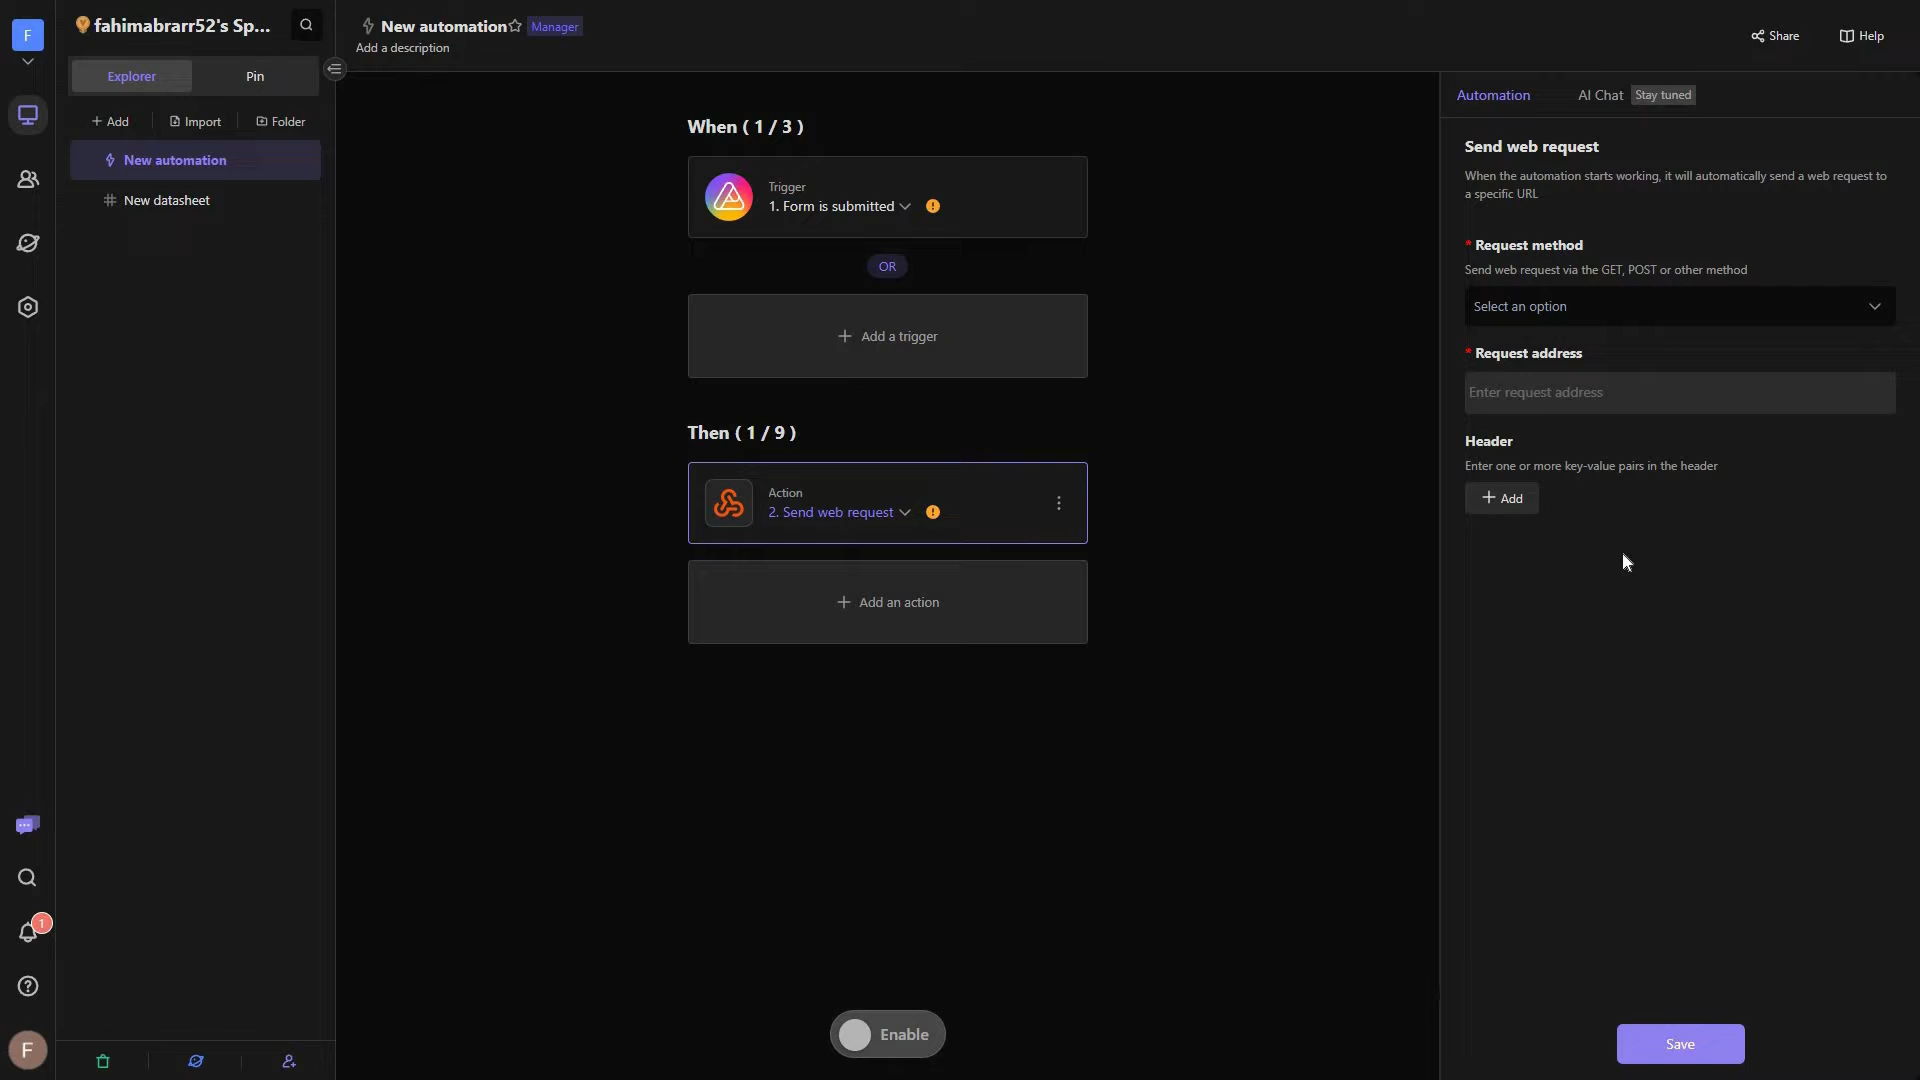 F
fahimabrarr52's Sp...
Explorer
Pin
Add
Import
Folder
New automation
New datasheet
1
F
New automation
Manager
Add a description
Share
Help
When ( 1 / 3 )
Trigger
1. Form is submitted
OR
Add a trigger
Then ( 1 / 9 )
Action
2. Send web request
Add an action
Enable
Automation
AI Chat
Stay tuned
Send web request
When the automation starts working, it will automatically send a web request to
a specific URL
* Request method
Send web request via the GET, POST or other method
Select an option
* Request address
Enter request address
Header
Enter one or more key-value pairs in the header
Add
Save